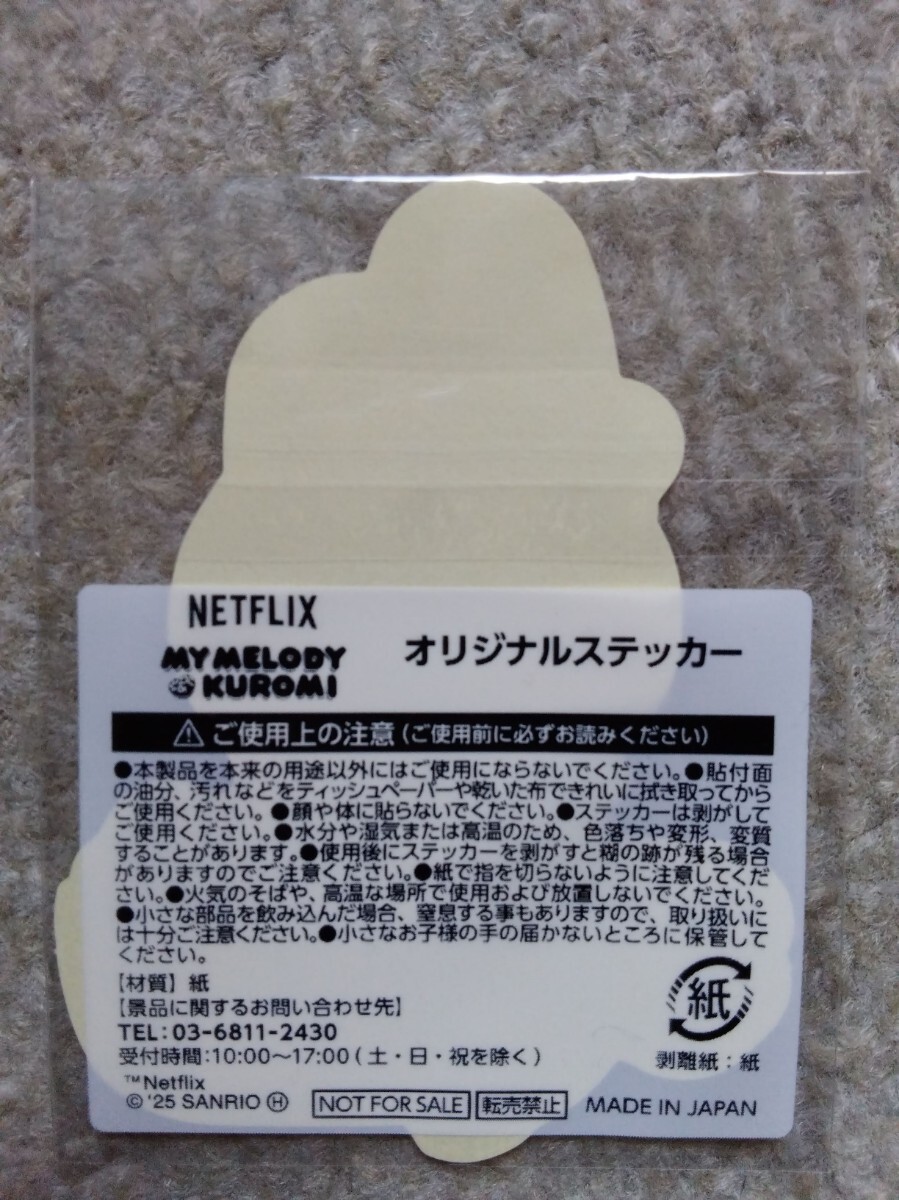 NETFLIX
MY MELODY
KUROMI
オリジナルステッカー
⚠ご使用上の注意(ご使用前に必ずお読みください)
●本製品を本来の用途以外にはご使用にならないでください。●貼付面
の油分、汚れなどをティッシュペーパーや乾いた布できれいに拭き取ってから
ご使用ください。●顔や体に貼らないでください。●ステッカーは剥がして
ご使用ください。●水分や湿気または高温のため、色落ちや変形、変質
することがあります。●使用後にステッカーを剥がすと糊の跡が残る場合
がありますのでご注意ください。●紙で指を切らないように注意してくだ
さい。●火気のそばや、高温な場所で使用および放置しないでください。
●小さな部品を飲み込んだ場合、窒息する事もありますので、取り扱いに
は十分ご注意ください。●小さなお子様の手の届かないところに保管して
ください。
【材質】紙
【景品に関するお問い合わせ先】
TEL:03-6811-2430
受付時間:10:00～17:00(土・日・祝を除く)
紙
剥離紙:紙
™Netflix
© '25 SANRIO Ⓗ
NOT FOR SALE 転売禁止 MADE IN JAPAN